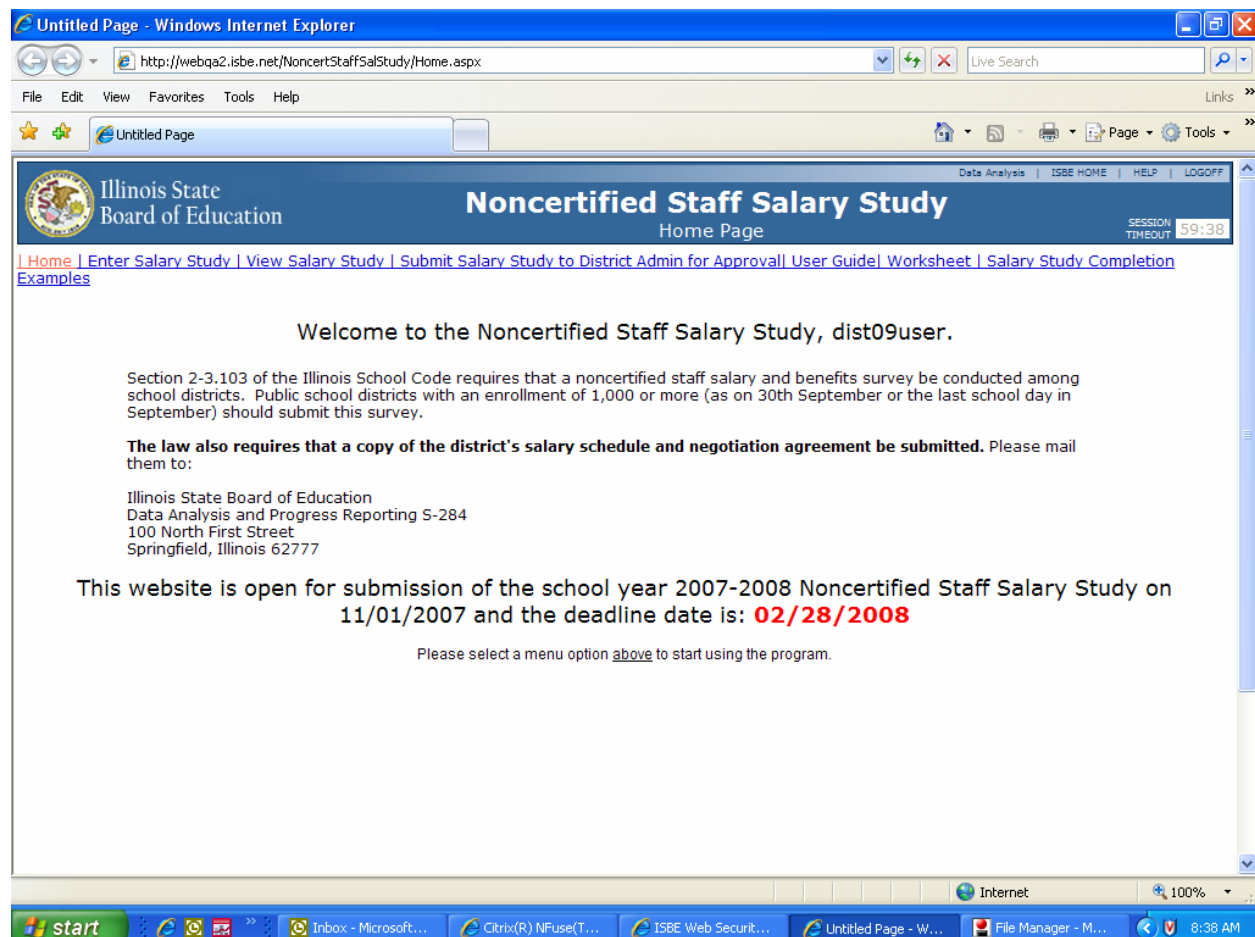 Untitled Page - Windows Internet Explorer
http://webqa2.isbe.net/NoncertStaffSalStudy/Home.aspx
Live Search
File Edit View Favorites Tools Help
Links »
Untitled Page
Page Tools »
Data Analysis | ISBE HOME | HELP | LOGOFF
Illinois State
Board of Education
Noncertified Staff Salary Study
Home Page
SESSION
TIMEOUT 59:38
| Home | Enter Salary Study | View Salary Study | Submit Salary Study to District Admin for Approval| User Guide| Worksheet | Salary Study Completion
Examples
Welcome to the Noncertified Staff Salary Study, dist09user.
Section 2-3.103 of the Illinois School Code requires that a noncertified staff salary and benefits survey be conducted among
school districts. Public school districts with an enrollment of 1,000 or more (as on 30th September or the last school day in
September) should submit this survey.
The law also requires that a copy of the district's salary schedule and negotiation agreement be submitted. Please mail
them to:
Illinois State Board of Education
Data Analysis and Progress Reporting S-284
100 North First Street
Springfield, Illinois 62777
This website is open for submission of the school year 2007-2008 Noncertified Staff Salary Study on
11/01/2007 and the deadline date is: 02/28/2008
Please select a menu option above to start using the program.
Internet
100%
start » Inbox - Microsoft... Citrix(R) NFuse(T... ISBE Web Securit... Untitled Page - W... File Manager - M... 8:38 AM